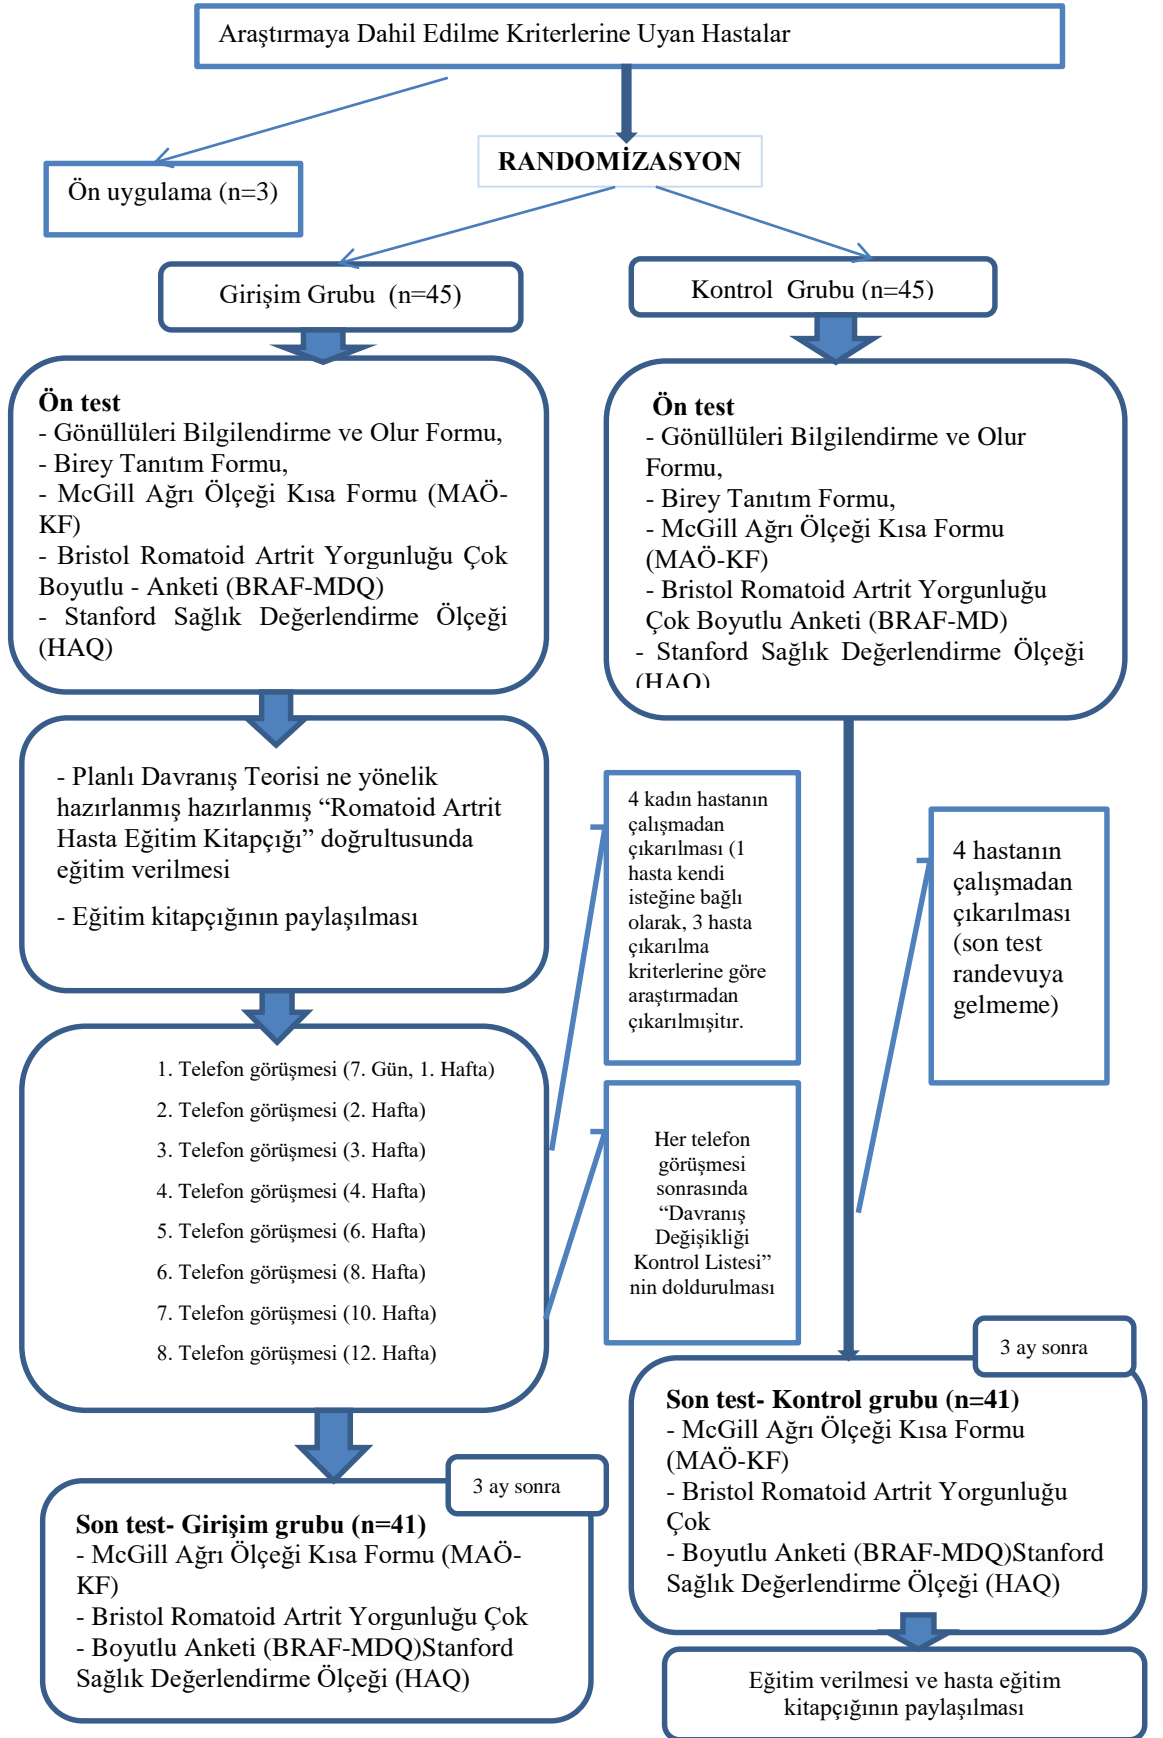 Araştırmaya Dahil Edilme Kriterlerine Uyan Hastalar
RANDOMİZASYON
Ön uygulama (n=3)
Girişim Grubu (n=45)
Kontrol Grubu (n=45)
Ön test
- Gönüllüleri Bilgilendirme ve Olur Formu,
- Birey Tanıtım Formu,
- McGill Ağrı Ölçeği Kısa Formu (MAÖ-
KF)
- Bristol Romatoid Artrit Yorgunluğu Çok
Boyutlu - Anketi (BRAF-MDQ)
- Stanford Sağlık Değerlendirme Ölçeği
(HAQ)
Ön test
- Gönüllüleri Bilgilendirme ve Olur
Formu,
- Birey Tanıtım Formu,
- McGill Ağrı Ölçeği Kısa Formu
(MAÖ-KF)
- Bristol Romatoid Artrit Yorgunluğu
Çok Boyutlu Anketi (BRAF-MD)
- Stanford Sağlık Değerlendirme Ölçeği
(HAQ)
- Planlı Davranış Teorisi ne yönelik
hazırlanmış hazırlanmış “Romatoid Artrit
Hasta Eğitim Kitapçığı” doğrultusunda
eğitim verilmesi
- Eğitim kitapçığının paylaşılması
4 kadın hastanın
çalışmadan
çıkarılması (1
hasta kendi
isteğine bağlı
olarak, 3 hasta
çıkarılma
kriterlerine göre
araştırmadan
çıkarılmışitır.
4 hastanın
çalışmadan
çıkarılması
(son test
randevuya
gelmeme)
1. Telefon görüşmesi (7. Gün, 1. Hafta)
2. Telefon görüşmesi (2. Hafta)
3. Telefon görüşmesi (3. Hafta)
4. Telefon görüşmesi (4. Hafta)
5. Telefon görüşmesi (6. Hafta)
6. Telefon görüşmesi (8. Hafta)
7. Telefon görüşmesi (10. Hafta)
8. Telefon görüşmesi (12. Hafta)
Her telefon
görüşmesi
sonrasında
“Davranış
Değişikliği
Kontrol Listesi”
nin doldurulması
3 ay sonra
Son test- Kontrol grubu (n=41)
- McGill Ağrı Ölçeği Kısa Formu
(MAÖ-KF)
- Bristol Romatoid Artrit Yorgunluğu
Çok
- Boyutlu Anketi (BRAF-MDQ)Stanford
Sağlık Değerlendirme Ölçeği (HAQ)
3 ay sonra
Son test- Girişim grubu (n=41)
- McGill Ağrı Ölçeği Kısa Formu (MAÖ-
KF)
- Bristol Romatoid Artrit Yorgunluğu Çok
- Boyutlu Anketi (BRAF-MDQ)Stanford
Sağlık Değerlendirme Ölçeği (HAQ)
Eğitim verilmesi ve hasta eğitim
kitapçığının paylaşılması